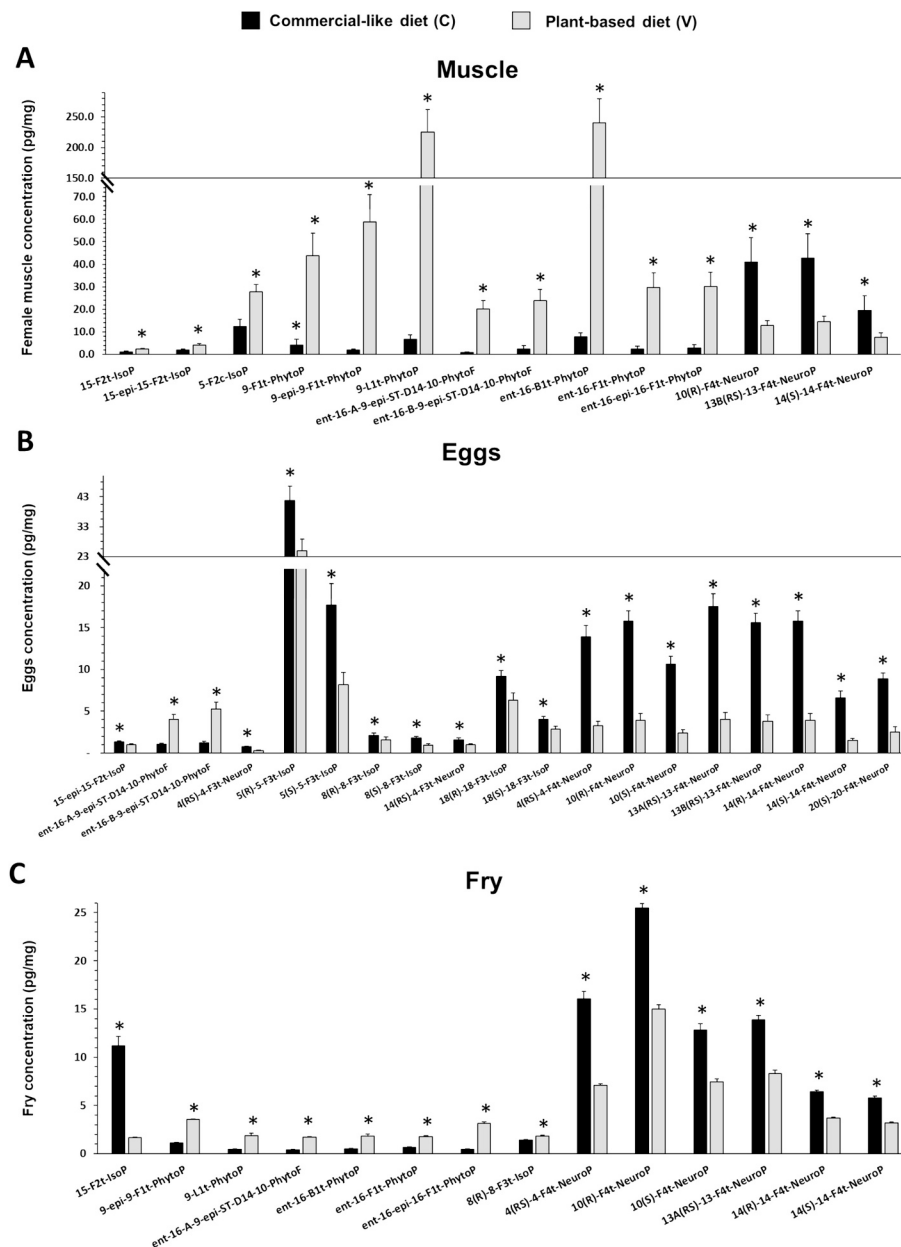 Commercial-like diet (C) Plant-based diet (V)
A
Muscle
Female muscle concentration (pg/mg)
250.0
200.0
150.0
70.0
60.0
50.0
40.0
30.0
20.0
10.0
0.0
* * * * * * * * * * * * * * *
15-F2t-IsoP
15-epi-15-F2t-IsoP
5-F2c-IsoP
9-F1t-PhytoP
9-epi-9-F1t-PhytoP
9-L1t-PhytoP
ent-16-A-9-epi-ST-D14-10-PhytoF
ent-16-B-9-epi-ST-D14-10-PhytoF
ent-16-B1t-PhytoP
ent-16-F1t-PhytoP
ent-16-epi-16-F1t-PhytoP
10(R)-F4t-NeuroP
13B(RS)-13-F4t-NeuroP
14(S)-14-F4t-NeuroP
B
Eggs
Eggs concentration (pg/mg)
43
33
23
20
15
10
5
-
* * * * * * * * * * * * * * * * * * *
15-epi-15-F2t-IsoP
ent-16-A-9-epi-ST-D14-10-PhytoF
ent-16-B-9-epi-ST-D14-10-PhytoF
4(RS)-4-F3t-NeuroP
5(R)-5-F3t-IsoP
5(S)-5-F3t-IsoP
8(R)-8-F3t-IsoP
8(S)-8-F3t-IsoP
14(RS)-4-F3t-NeuroP
18(R)-18-F3t-IsoP
18(S)-18-F3t-IsoP
4(RS)-4-F4t-NeuroP
10(R)-F4t-NeuroP
10(S)-F4t-NeuroP
13A(RS)-13-F4t-NeuroP
13B(RS)-13-F4t-NeuroP
14(R)-14-F4t-NeuroP
14(S)-14-F4t-NeuroP
20(S)-20-F4t-NeuroP
C
Fry
Fry concentration (pg/mg)
25
20
15
10
5
0
* * * * * * * * * * * * * *
15-F2t-IsoP
9-epi-9-F1t-PhytoP
9-L1t-PhytoP
ent-16-A-9-epi-ST-D14-10-PhytoF
ent-16-B1t-PhytoP
ent-16-F1t-PhytoP
ent-16-epi-16-F1t-PhytoP
8(R)-8-F3t-IsoP
4(RS)-4-F4t-NeuroP
10(R)-F4t-NeuroP
10(S)-F4t-NeuroP
13A(RS)-13-F4t-NeuroP
14(R)-14-F4t-NeuroP
14(S)-14-F4t-NeuroP